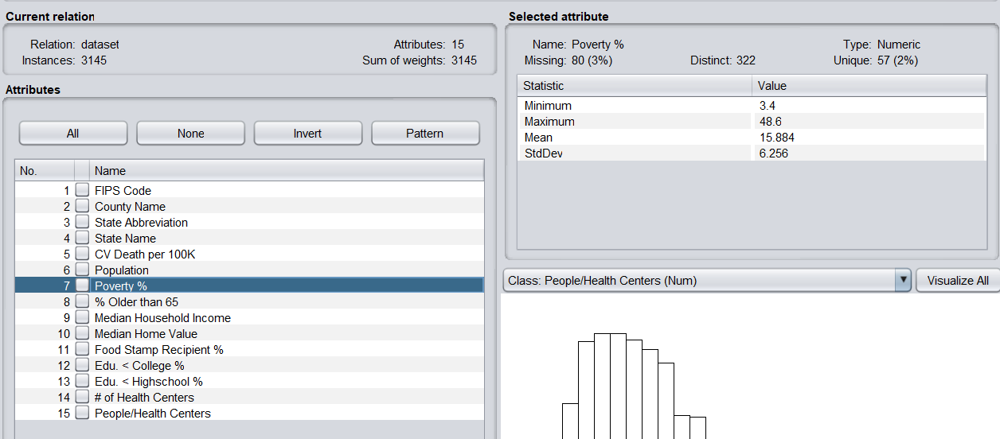 Current relation
Relation: dataset
Attributes: 15
Instances: 3145
Sum of weights: 3145
Attributes
All
None
Invert
Pattern
No.
Name
1 FIPS Code
2 County Name
3 State Abbreviation
4 State Name
5 CV Death per 100K
6 Population
7 Poverty %
8 % Older than 65
9 Median Household Income
10 Median Home Value
11 Food Stamp Recipient %
12 Edu. < College %
13 Edu. < Highschool %
14 # of Health Centers
15 People/Health Centers
Selected attribute
Name: Poverty %
Type: Numeric
Missing: 80 (3%)
Distinct: 322
Unique: 57 (2%)
Statistic
Value
Minimum 3.4
Maximum 48.6
Mean 15.884
StdDev 6.256
Class: People/Health Centers (Num)
Visualize All